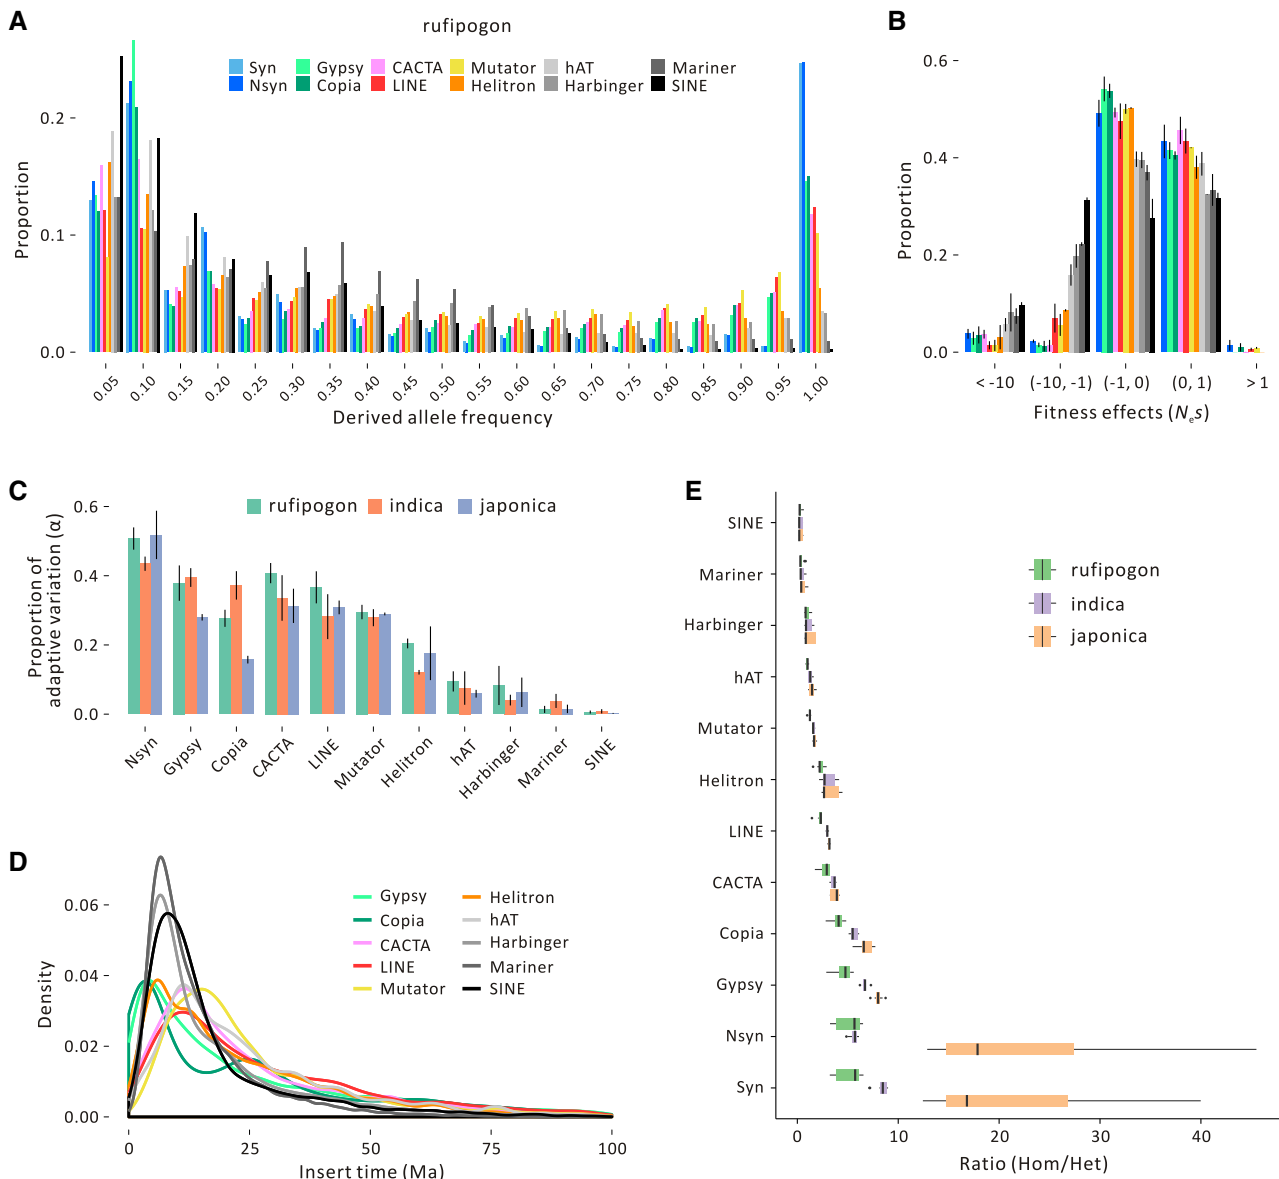 A
rufipogon
Syn Gypsy CACTA Mutator hAT Mariner
Nsyn Copia LINE Helitron Harbinger SINE
Proportion
0.2
0.1
0.0
0.05 0.10 0.15 0.20 0.25 0.30 0.35 0.40 0.45 0.50 0.55 0.60 0.65 0.70 0.75 0.80 0.85 0.90 0.95 1.00
Derived allele frequency
B
Proportion
0.6
0.4
0.2
0.0
< -10 (-10, -1) (-1, 0) (0, 1) > 1
Fitness effects (Nes)
C
rufipogon indica japonica
Proportion of
adaptive variation (α)
0.6
0.4
0.2
0.0
Nsyn Gypsy Copia CACTA LINE Mutator Helitron hAT Harbinger Mariner SINE
D
Density
0.06
0.04
0.02
0.00
Gypsy Helitron
Copia hAT
CACTA Harbinger
LINE Mariner
Mutator SINE
0 25 50 75 100
Insert time (Ma)
E
SINE
Mariner
Harbinger
hAT
Mutator
Helitron
LINE
CACTA
Copia
Gypsy
Nsyn
Syn
rufipogon
indica
japonica
0 10 20 30 40
Ratio (Hom/Het)